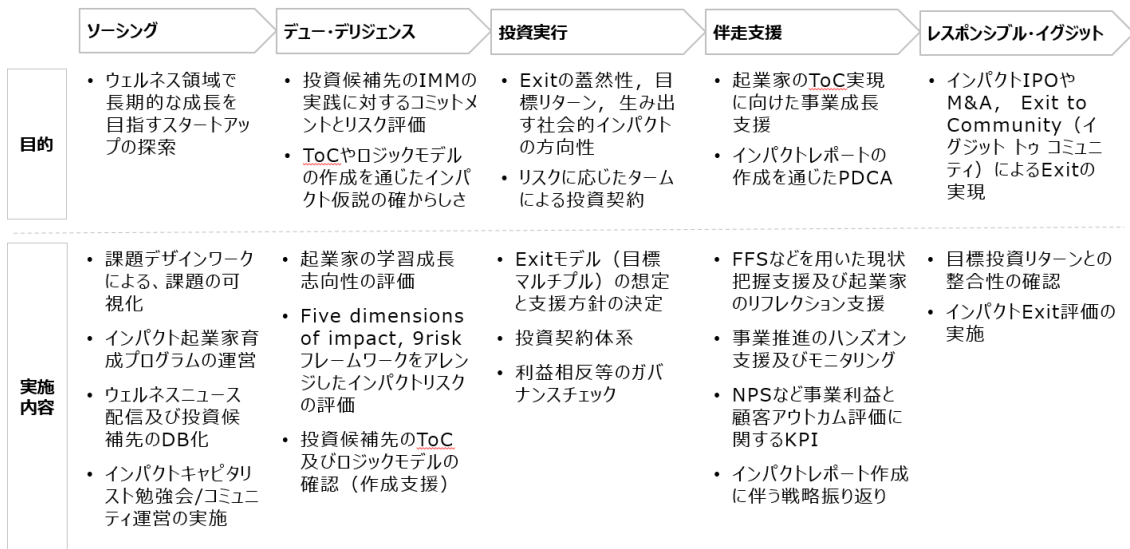 ソーシング
デュー・デリジェンス
投資実行
伴走支援
レスポンシブル・イグジット
目的
• ウェルネス領域で
長期的な成長を
目指すスタートアッ
プの探索
• 投資候補先のIMMの
実践に対するコミットメ
ントとリスク評価
• ToCやロジックモデル
の作成を通じたインパ
クト仮説の確からしさ
• Exitの蓋然性，目
標リターン，生み出
す社会的インパクト
の方向性
• リスクに応じたターム
による投資契約
• 起業家のToC実現
に向けた事業成長
支援
• インパクトレポートの
作成を通じたPDCA
• インパクトIPOや
M&A， Exit to
Community（イ
グジット トゥ コミュニ
ティ）によるExitの
実現
実施
内容
• 課題デザインワーク
による、課題の可
視化
• インパクト起業家育
成プログラムの運営
• ウェルネスニュース
配信及び投資候
補先のDB化
• インパクトキャピタリ
スト勉強会/コミュニ
ティ運営の実施
• 起業家の学習成長
志向性の評価
• Five dimensions
of impact, 9risk
フレームワークをアレン
ジしたインパクトリスク
の評価
• 投資候補先のToC
及びロジックモデルの
確認（作成支援）
• Exitモデル（目標
マルチプル）の想定
と支援方針の決定
• 投資契約体系
• 利益相反等のガバ
ナンスチェック
• FFSなどを用いた現状
把握支援及び起業家
のリフレクション支援
• 事業推進のハンズオン
支援及びモニタリング
• NPSなど事業利益と
顧客アウトカム評価に
関するKPI
• インパクトレポート作成
に伴う戦略振り返り
• 目標投資リターンとの
整合性の確認
• インパクトExit評価の
実施